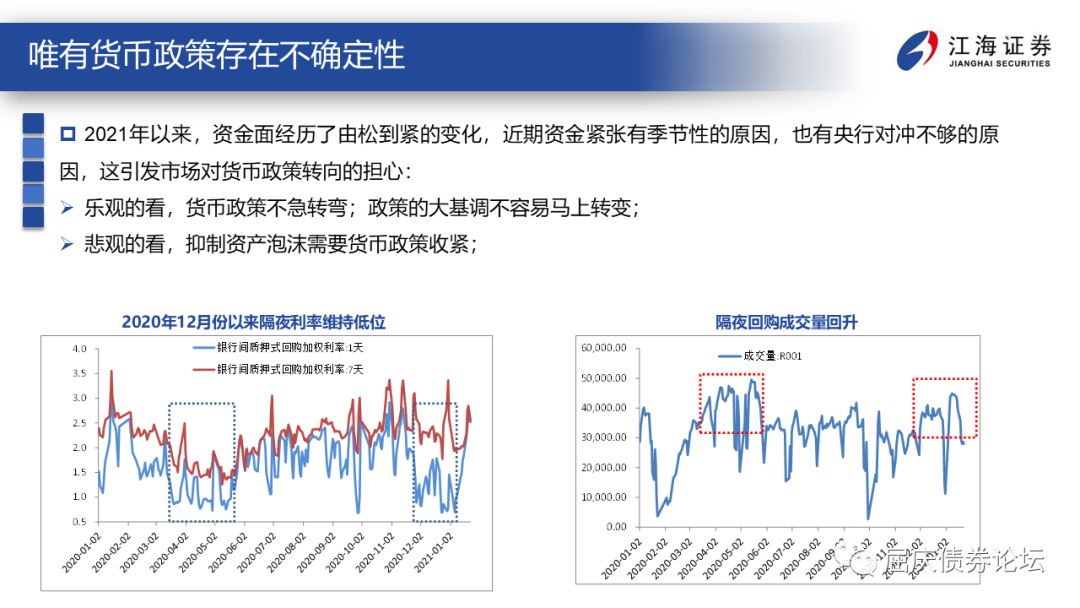 唯有货币政策存在不确定性
江海证券
JIANGHAI SECURITIES
2021年以来，资金面经历了由松到紧的变化，近期资金紧张有季节性的原因，也有央行对冲不够的原
因，这引发市场对货币政策转向的担心：
乐观的看，货币政策不急转弯；政策的大基调不容易马上转变；
悲观的看，抑制资产泡沫需要货币政策收紧；
2020年12月份以来隔夜利率维持低位
银行间质押式回购加权利率:1天
银行间质押式回购加权利率:7天
4.0
3.5
3.0
2.5
2.0
1.5
1.0
0.5
2020-01-02
2020-02-02
2020-03-02
2020-04-02
2020-05-02
2020-06-02
2020-07-02
2020-08-02
2020-09-02
2020-10-02
2020-11-02
2020-12-02
2021-01-02
隔夜回购成交量回升
成交量:R001
60,000.00
50,000.00
40,000.00
30,000.00
20,000.00
10,000.00
0.00
2020-01-02
2020-02-02
2020-03-02
2020-04-02
2020-05-02
2020-06-02
2020-07-02
2020-08-02
2020-09-02
屈庆债券论坛